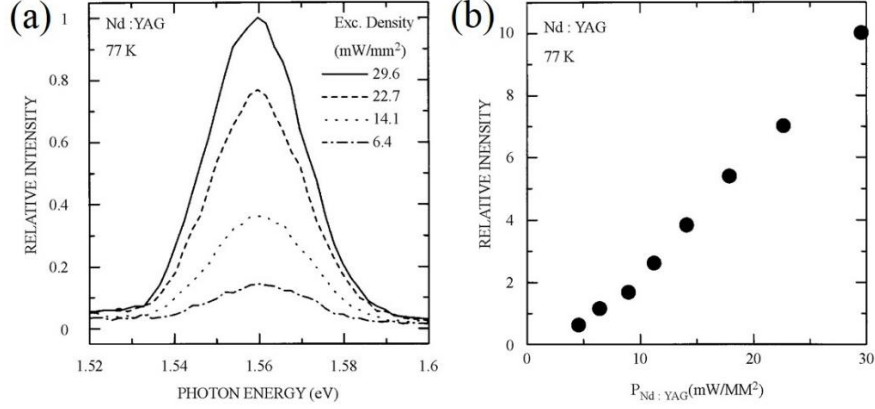 (a)
Nd : YAG
77 K
Exc. Density
(mW/mm²)
29.6
22.7
14.1
6.4
RELATIVE INTENSITY
1
0.8
0.6
0.4
0.2
0
1.52
1.54
1.56
1.58
1.6
PHOTON ENERGY (eV)
(b)
Nd : YAG
77 K
RELATIVE INENSITY
10
8
6
4
2
0
0
10
20
30
P_Nd : YAG(mW/MM²)